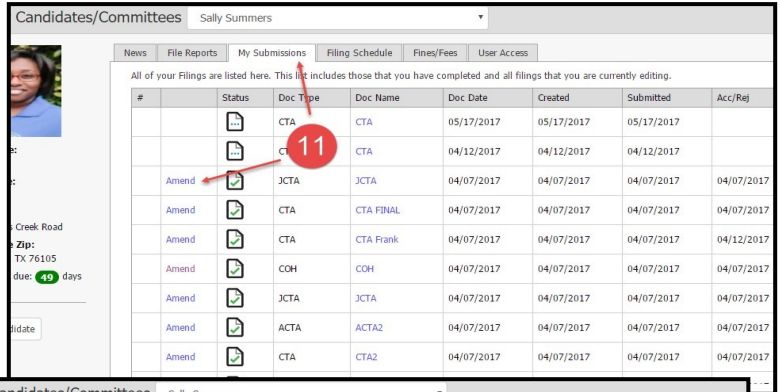 Candidates/Committees Sally Summers
News File Reports My Submissions Filing Schedule Fines/Fees User Access
All of your Filings are listed here. This list includes those that you have completed and all filings that you are currently editing.
# Status Doc Type Doc Name Doc Date Created Submitted Acc/Rej
CTA CTA 05/17/2017 05/17/2017 05/17/2017
CTA 04/12/2017 04/12/2017 04/12/2017
11
Amend JCTA JCTA 04/07/2017 04/07/2017 04/07/2017 04/07/2017
Amend CTA CTA FINAL 04/07/2017 04/07/2017 04/07/2017 04/07/2017
Creek Road
Zip:
Amend CTA CTA Frank 04/07/2017 04/07/2017 04/07/2017 04/12/2017
TX 76105
due: 49 days
Amend COH COH 04/07/2017 04/07/2017 04/07/2017 04/07/2017
Amend JCTA JCTA 04/07/2017 04/07/2017 04/07/2017 04/07/2017
didate
Amend ACTA ACTA2 04/07/2017 04/07/2017 04/07/2017 04/07/2017
Amend CTA CTA2 04/07/2017 04/07/2017 04/07/2017 04/07/2017